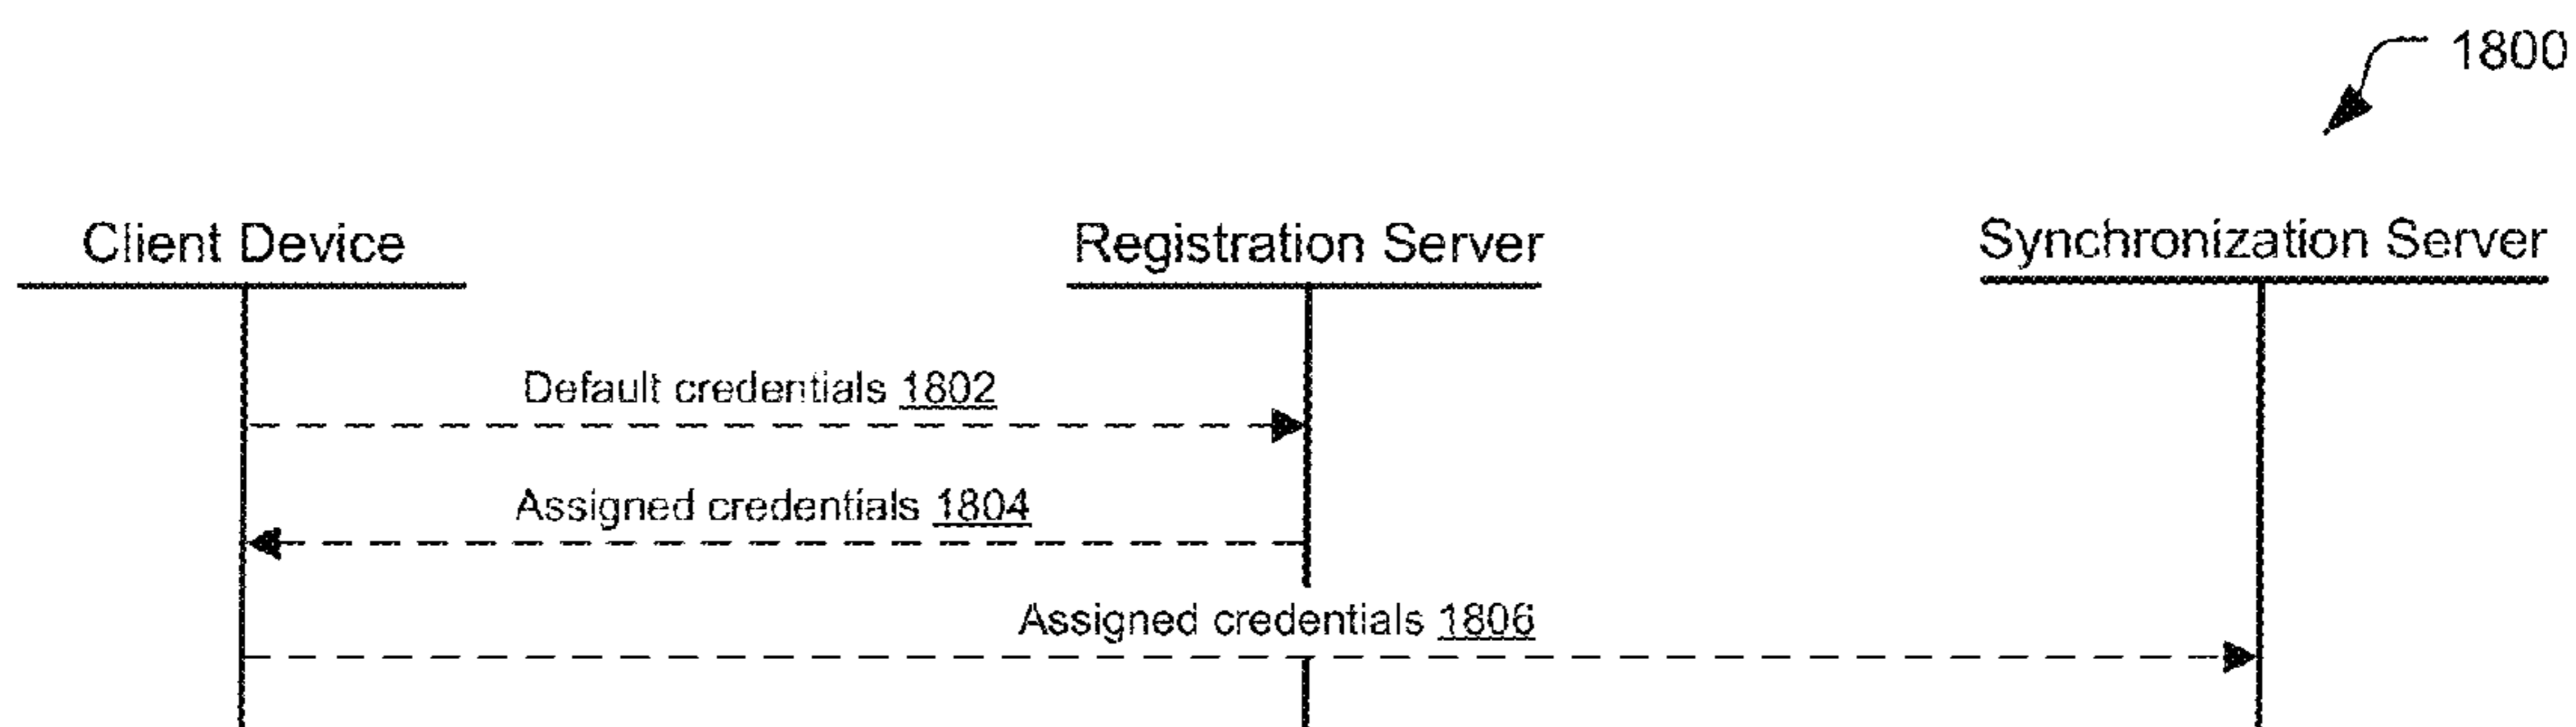 1800
Client Device
Registration Server
Synchronization Server
Default credentials 1802
Assigned credentials 1804
Assigned credentials 1806